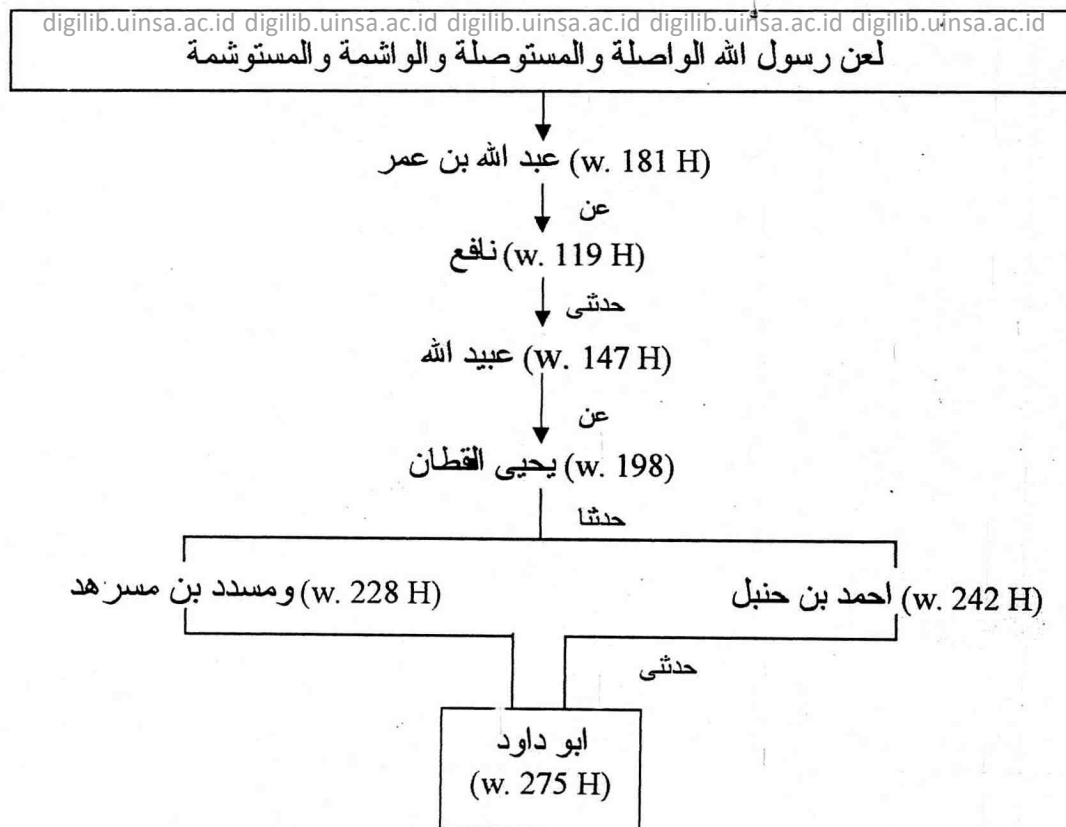 digilib.uinsa.ac.id digilib.uinsa.ac.id digilib.uinsa.ac.id digilib.uinsa.ac.id digilib.uinsa.ac.id
لعن رسول الله الواصلة والمستوصلة والواشمة والمستوشمة
عبد الله بن عمر (w. 181 H)
عن
نافع (w. 119 H)
حدثنى
عبيد الله (w. 147 H)
عن
يحيى القطان (w. 198)
حدثنا
احمد بن حنبل (w. 242 H)
ومسدد بن مسرهد (w. 228 H)
حدثنى
ابو داود
(w. 275 H)